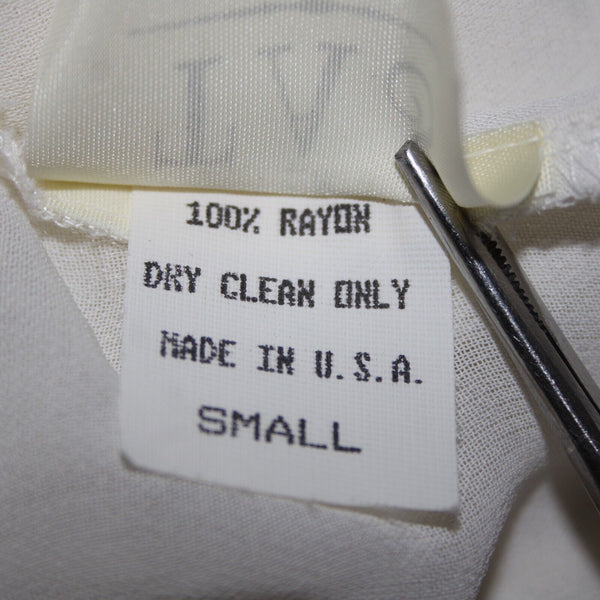 100% RAYON
DRY CLEAN ONLY
MADE IN U.S.A.
SMALL